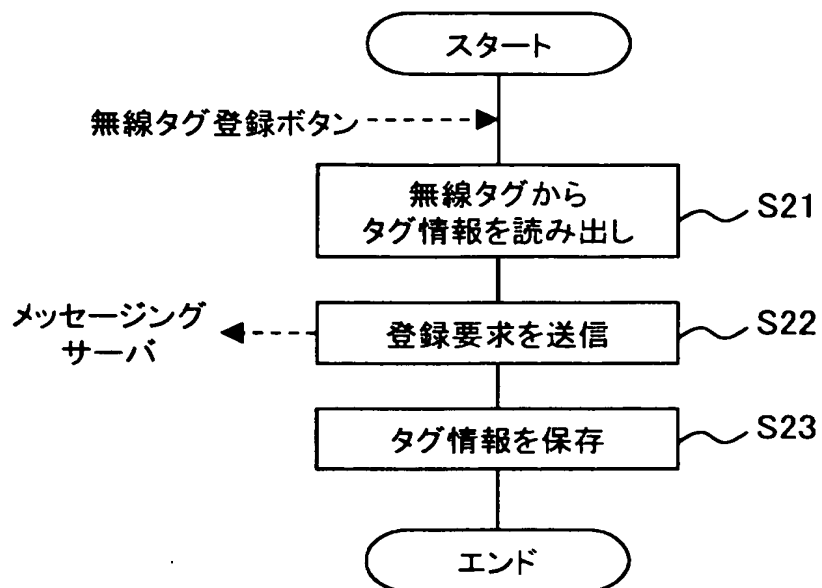 スタート
無線タグ登録ボタン
無線タグから
タグ情報を読み出し
S21
メッセージング
サーバ
登録要求を送信
S22
タグ情報を保存
S23
エンド